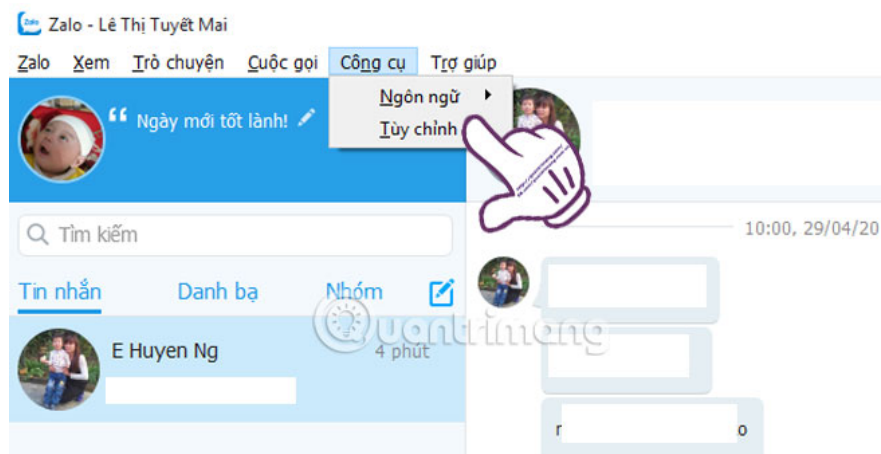 Zalo - Lê Thị Tuyết Mai
Zalo Xem Trò chuyện Cuộc gọi Công cụ Trợ giúp
Ngôn ngữ
Tùy chỉnh
Ngày mới tốt lành!
Tìm kiếm
10:00, 29/04/20
Tin nhắn Danh bạ Nhóm
E Huyen Ng
4 phút
Quantrimang
r o